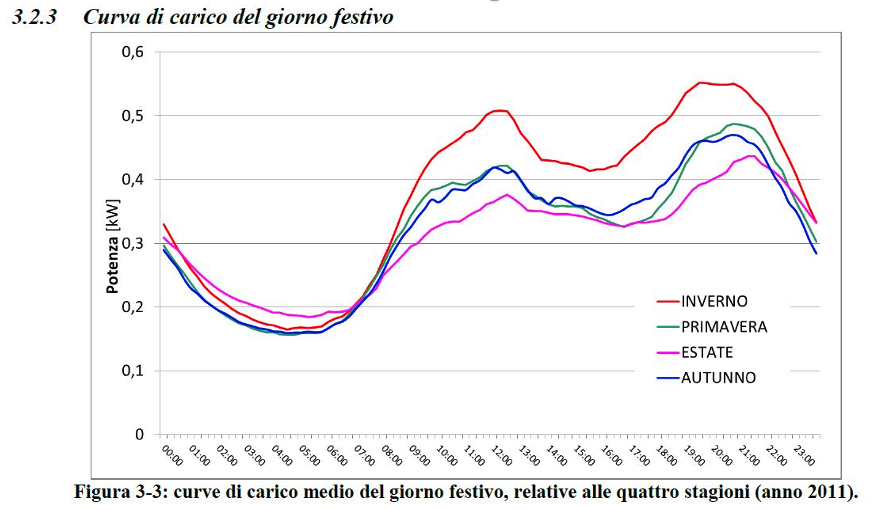 3.2.3 Curva di carico del giorno festivo
0,6
0,5
0,4
0,3
0,2
0,1
0
Potenza [kW]
INVERNO
PRIMAVERA
ESTATE
AUTUNNO
00:00 01:00 02:00 03:00 04:00 05:00 06:00 07:00 08:00 09:00 10:00 11:00 12:00 13:00 14:00 15:00 16:00 17:00 18:00 19:00 20:00 21:00 22:00 23:00
Figura 3-3: curve di carico medio del giorno festivo, relative alle quattro stagioni (anno 2011).